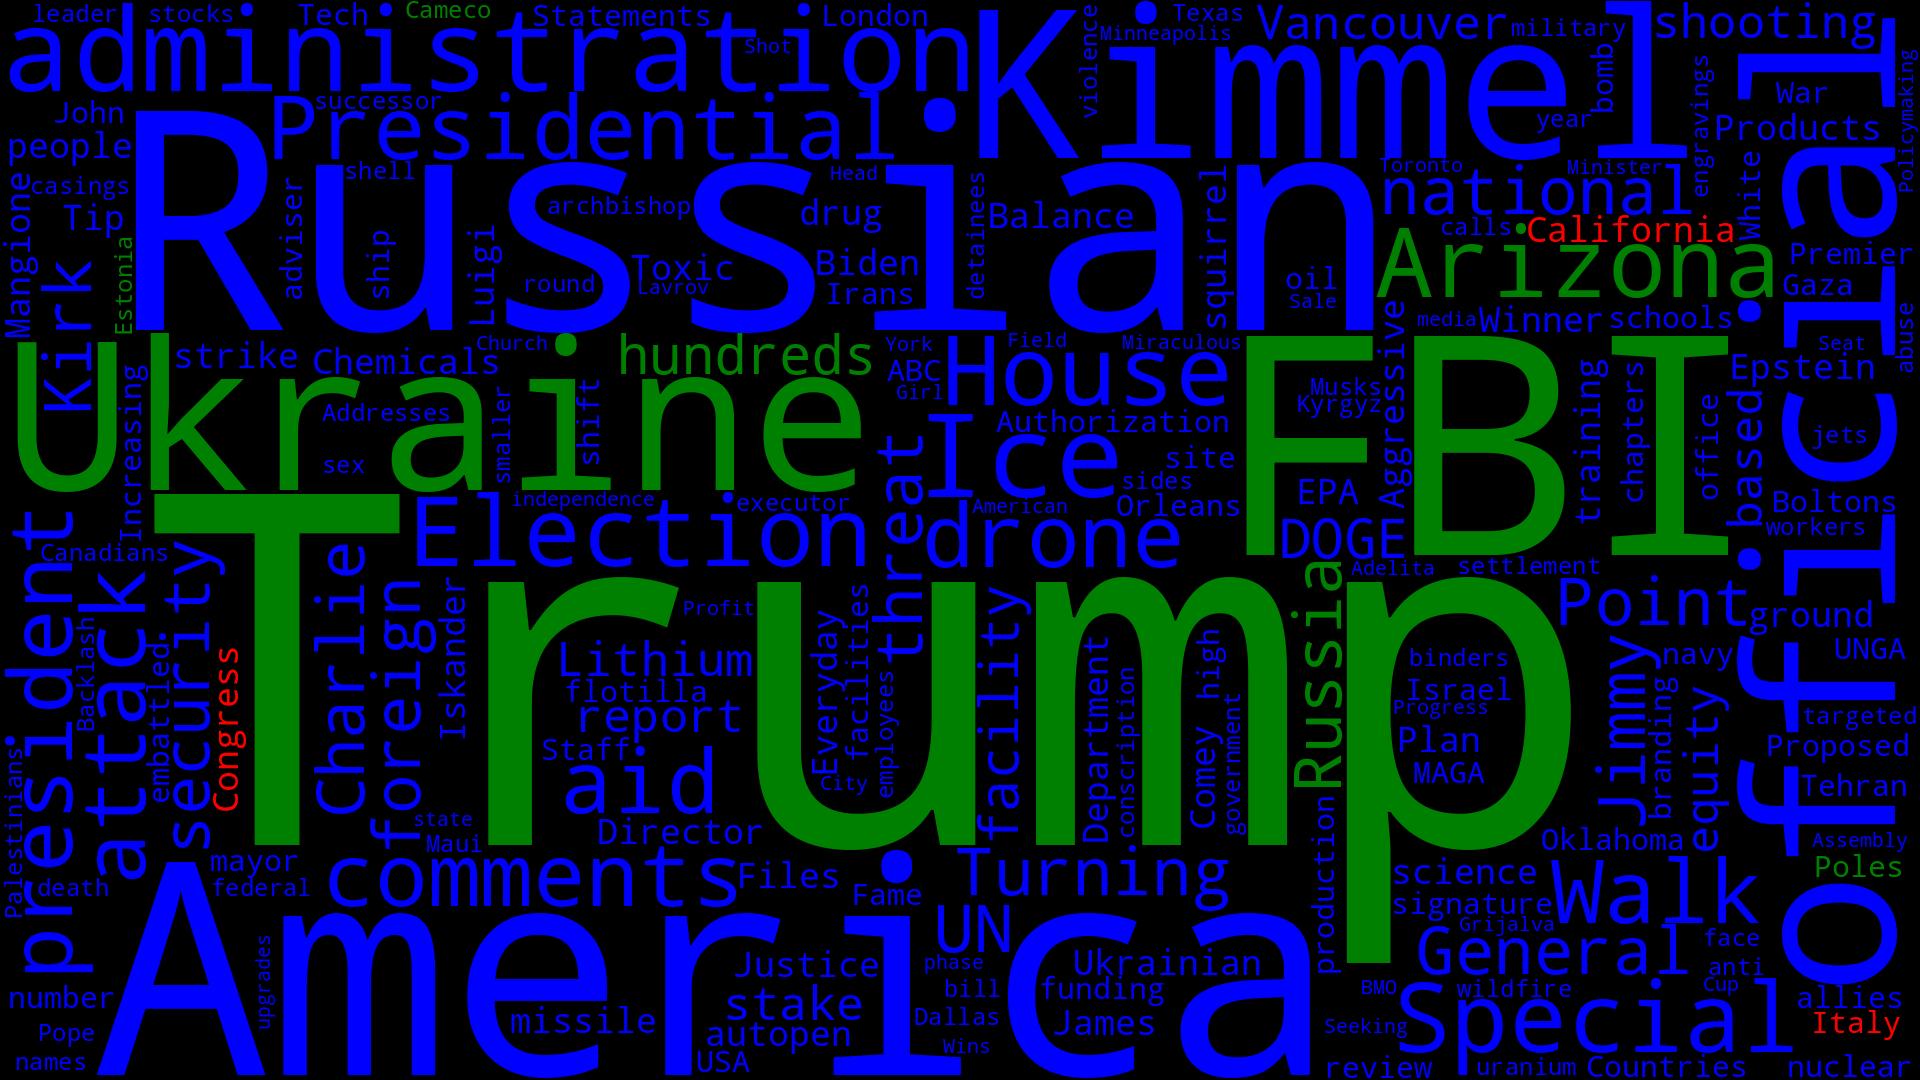 leader
stocks
Tech
Cameco
Statements
London
Texas
Vancouver
military
shooting
administration
Shot
Kimmel
Minneapolis
violence
bomb
year
engravings
War
Products
official
Policymaking
John
people
successor
Presidential
casings
shell
Tip
Mangione
Kirk
Estonia
Russian
adviser
ship
Luigi
archbishop
round
Toxic
Lavrov
Head
drug
Biden
Irans
detainees
Balance
squirrel
oil
Sale
Toronto
Minister
national
calls
California
White
Arizona
Premier
Gaza
media
Winner
schools
abuse
Seat
Epstein
Ukraine
strike
Chemicals
Church
hundreds
York
ABC
Girl
Field
Miraculous
House
Authorization
Ice
site
sides
Orleans
American
Musks
Kyrgyz
Aggressive
FBI
EPA
DOGE
training
chapters
office
based
jets
Boltons
workers
Increasing
Addresses
sex
smaller
shift
independence
executor
Election
threat
drone
Adelita
settlement
president
Canadians
attack
Backlash
embattled
security
Congress
Palestinians
Trump
Charlie
foreign
Iskander
Profit
Lithium
flotilla
report
Staff
aid
Director
Everyday
facilities
City
employees
facility
Department
conscription
Comey
high
government
Russia
production
binders
Israel
Progress
Plan
MAGA
Point
ground
Jimmy
navy
branding
equity
UNGA
targeted
Proposed
Tehran
Oklahoma
Assembly
Poles
state
Maui
mayor
federal
death
comments
Files
Fame
Turning
science
signature
Grijalva
Walk
General
face
anti
UN
America
upgrades
number
Pope
names
missile
Justice
stake
autopen
USA
phase
bill
Dallas
Wins
Ukrainian
funding
James
BMO
wildfire
Cup
Seeking
Special
allies
Italy
review
uranium
Countries
nuclear